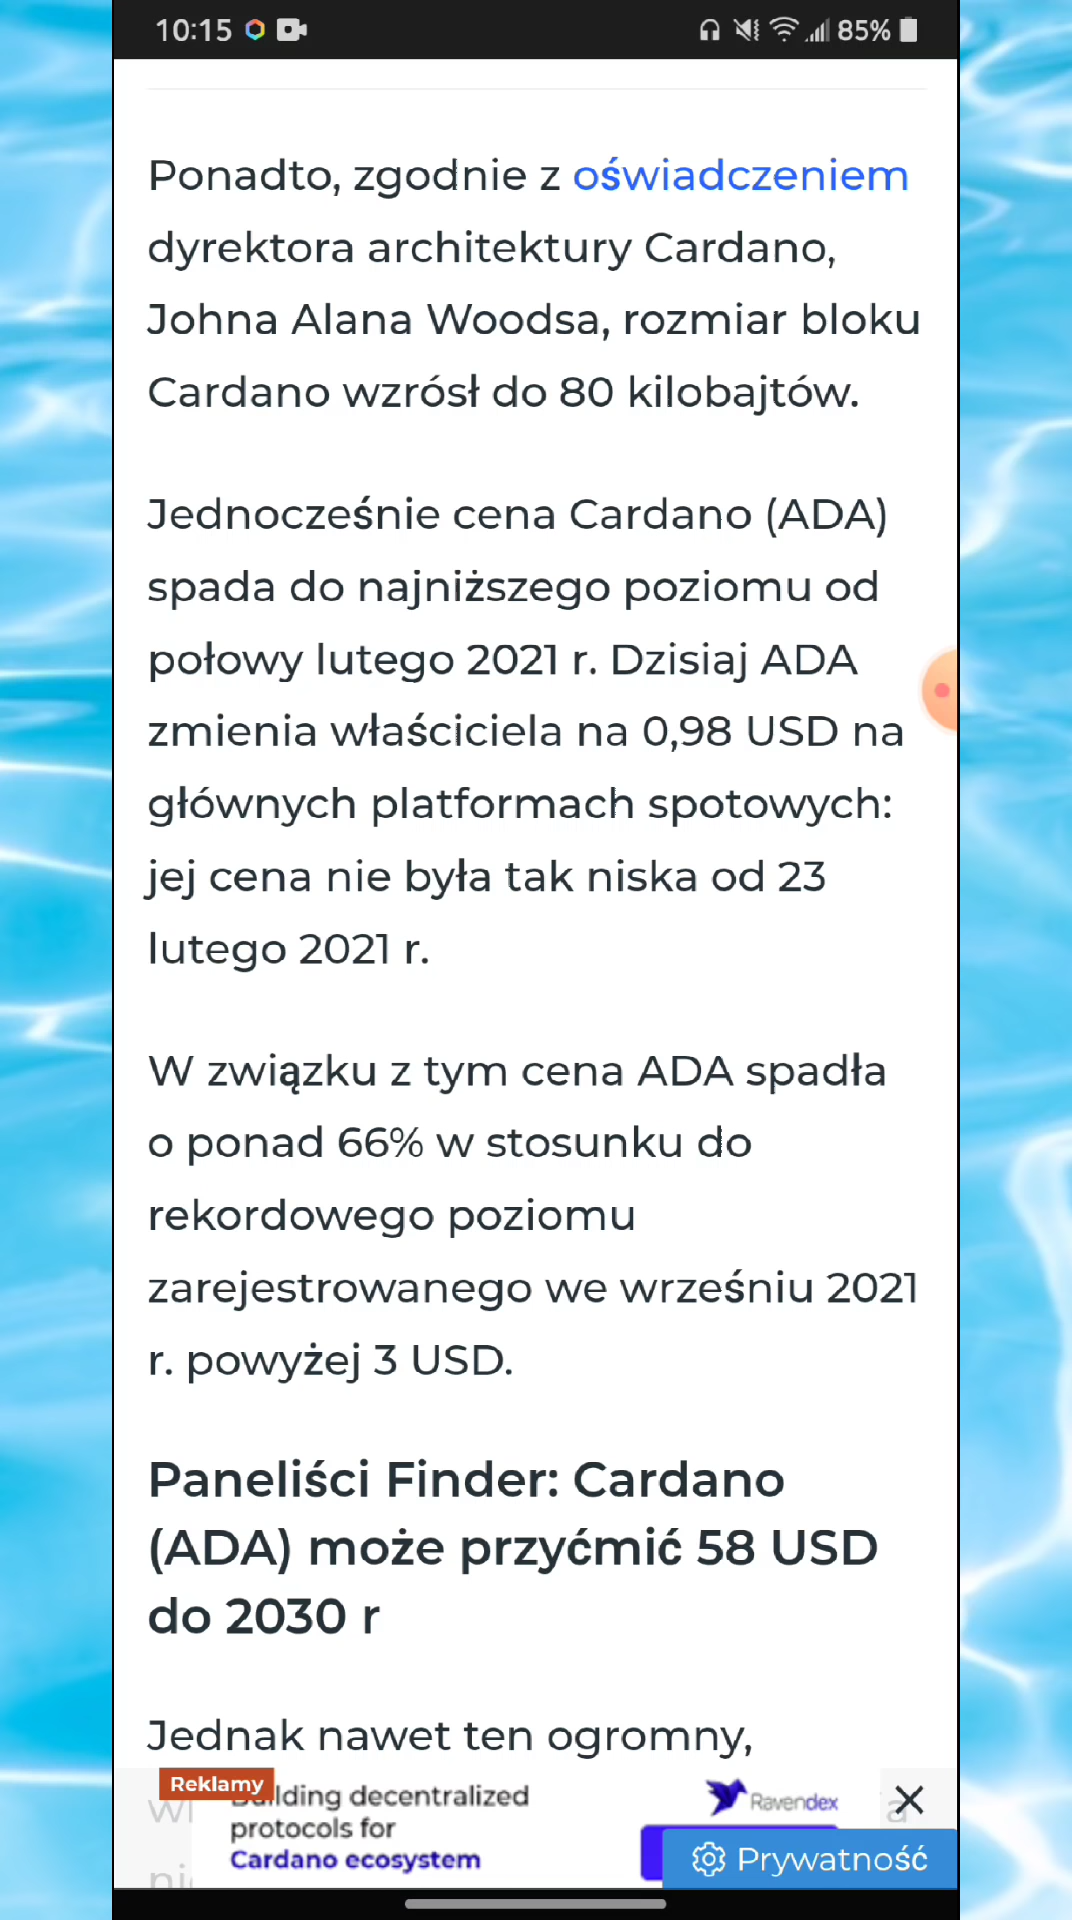 10:15 85%
Ponadto, zgodnie z oświadczeniem
dyrektora architektury Cardano,
Johna Alana Woodsa, rozmiar bloku
Cardano wzrósł do 80 kilobajtów.
Jednocześnie cena Cardano (ADA)
spada do najniższego poziomu od
połowy lutego 2021 r. Dzisiaj ADA
zmienia właściciela na 0,98 USD na
głównych platformach spotowych:
jej cena nie była tak niska od 23
lutego 2021 r.
W związku z tym cena ADA spadła
o ponad 66% w stosunku do
rekordowego poziomu
zarejestrowanego we wrześniu 2021
r. powyżej 3 USD.
Paneliści Finder: Cardano
(ADA) może przyćmić 58 USD
do 2030 r
Jednak nawet ten ogromny,
Reklamy
Building decentralized
protocols for
Cardano ecosystem
Ravendex
Prywatność